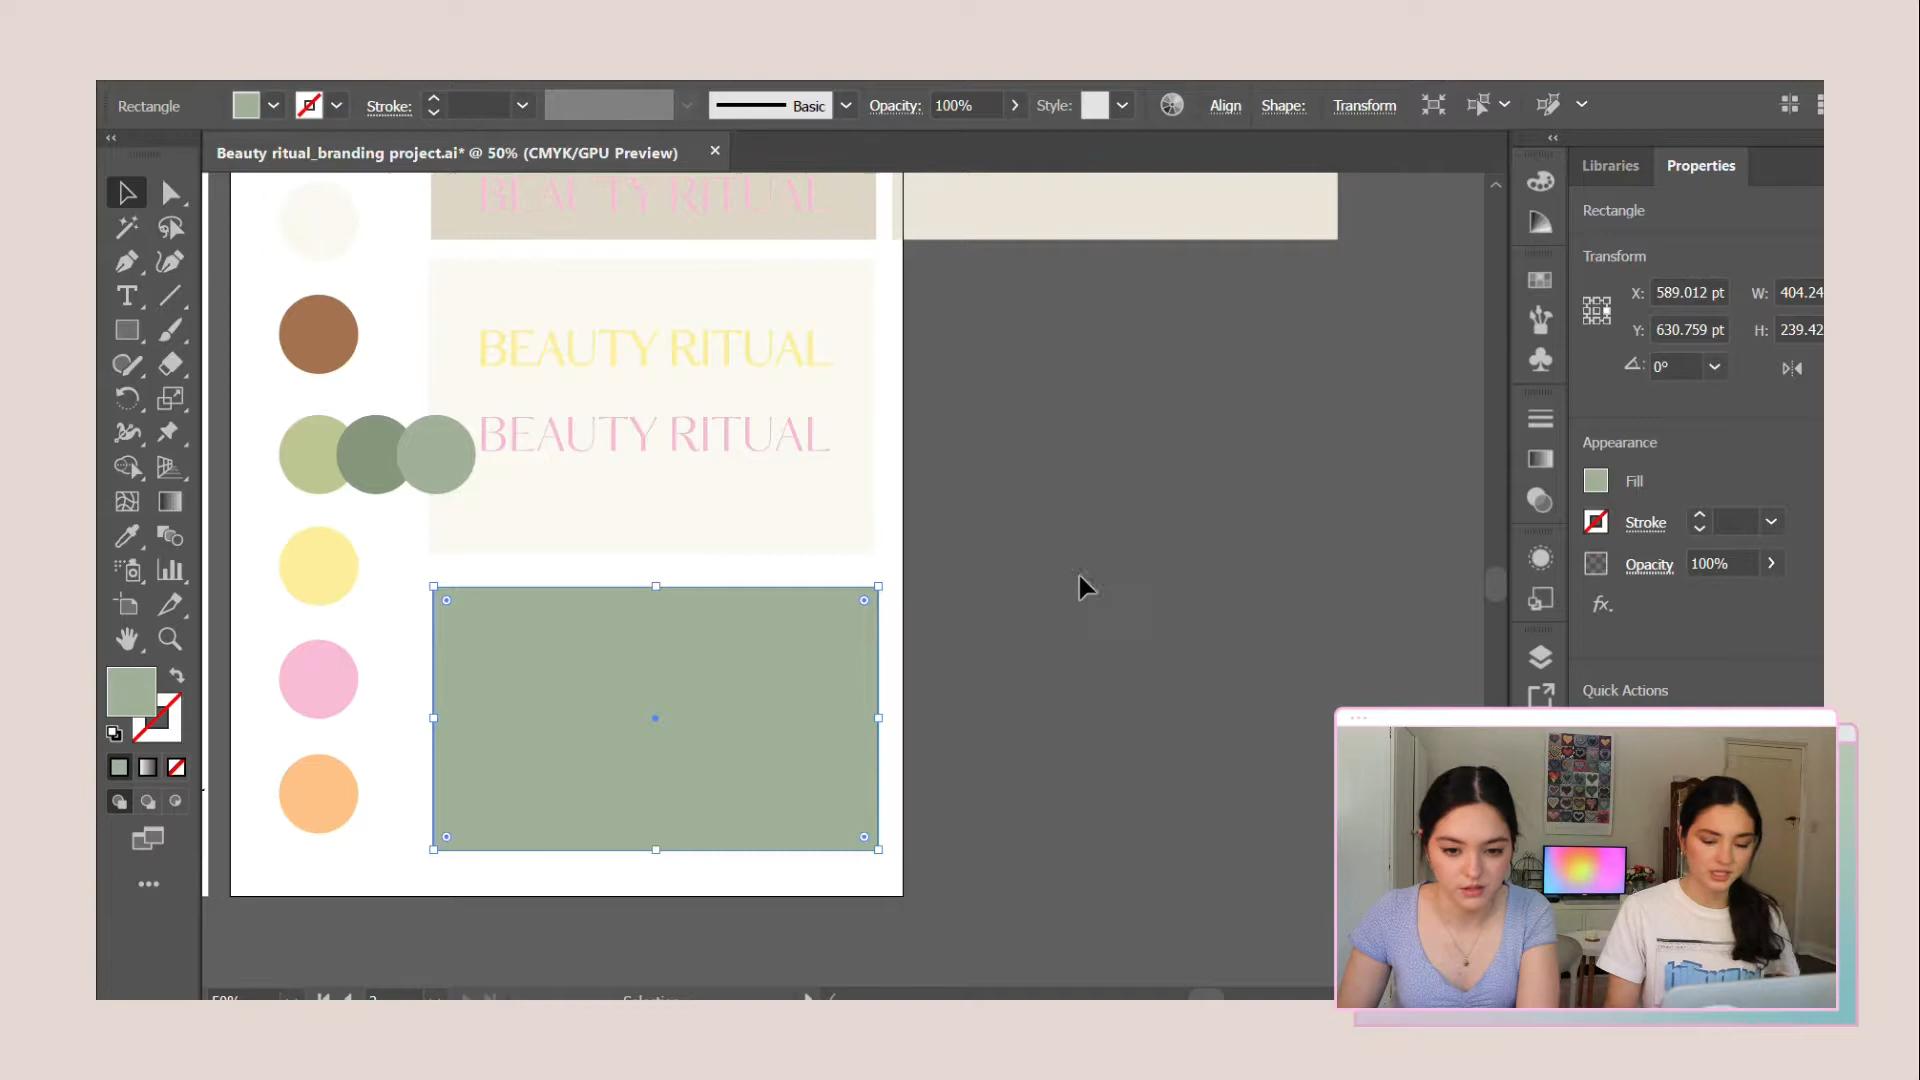 Rectangle
Stroke:
Basic
Opacity: 100%
Style:
Align
Shape:
Transform
Beauty ritual_branding project.ai* @ 50% (CMYK/GPU Preview)
Libraries
Properties
Rectangle
Transform
X: 589.012 pt W: 404.24
Y: 630.759 pt H: 239.42
0°
Appearance
Fill
Stroke
Opacity 100%
fx.
Quick Actions
BEAUTY RITUAL
BEAUTY RITUAL
BEAUTY RITUAL